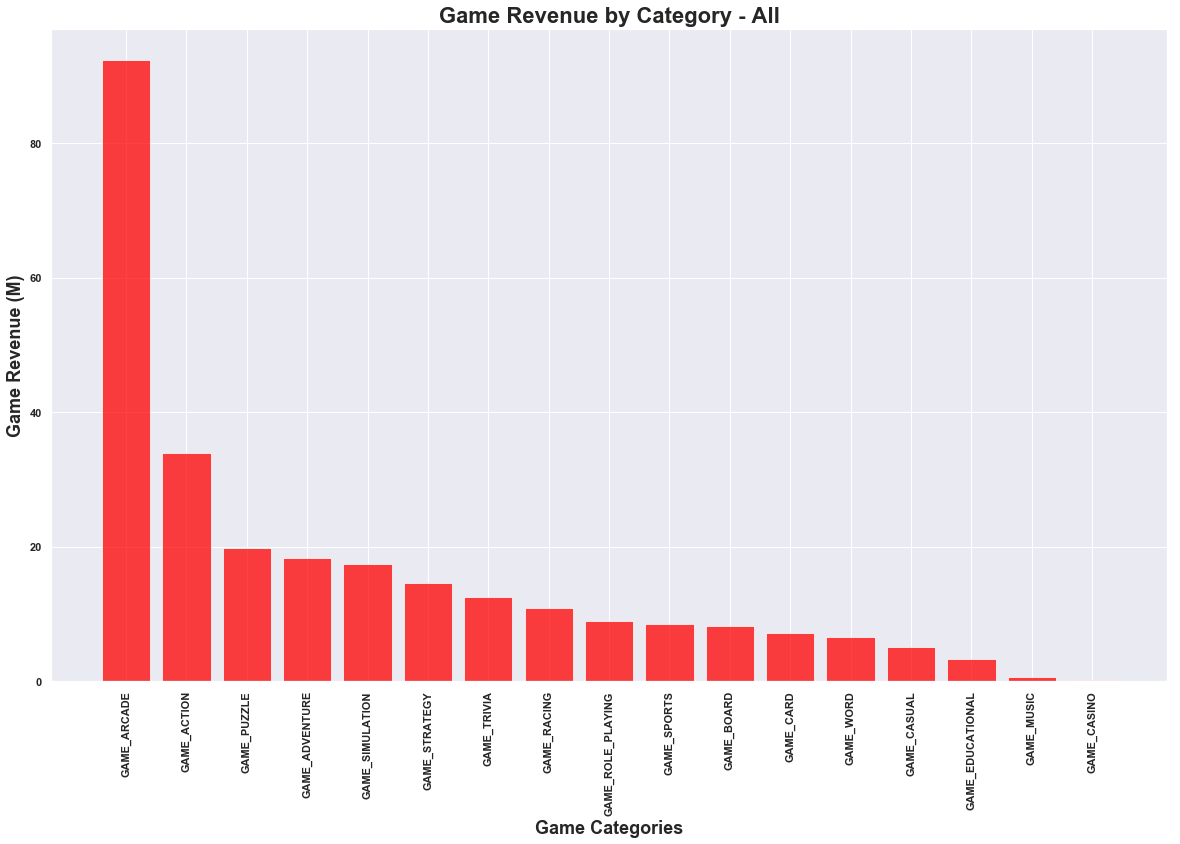 Game Revenue by Category - All
Game Revenue (M)
80
60
40
20
0
GAME_ARCADE
GAME_ACTION
GAME_PUZZLE
GAME_ADVENTURE
GAME_SIMULATION
GAME_STRATEGY
GAME_TRIVIA
GAME_RACING
GAME_ROLE_PLAYING
GAME_SPORTS
GAME_BOARD
GAME_CARD
GAME_WORD
GAME_CASUAL
GAME_EDUCATIONAL
GAME_MUSIC
GAME_CASINO
Game Categories